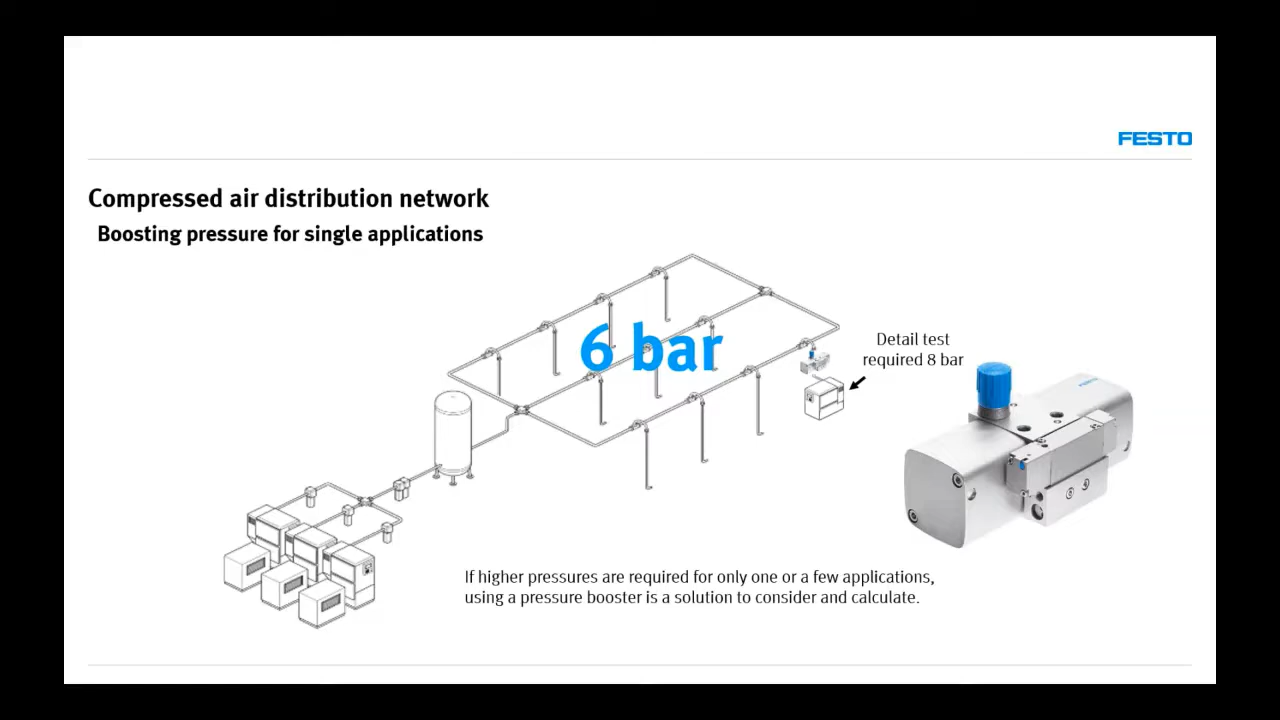 FESTO
Compressed air distribution network
Boosting pressure for single applications
6 bar
Detail test
required 8 bar
FESTO
If higher pressures are required for only one or a few applications,
using a pressure booster is a solution to consider and calculate.